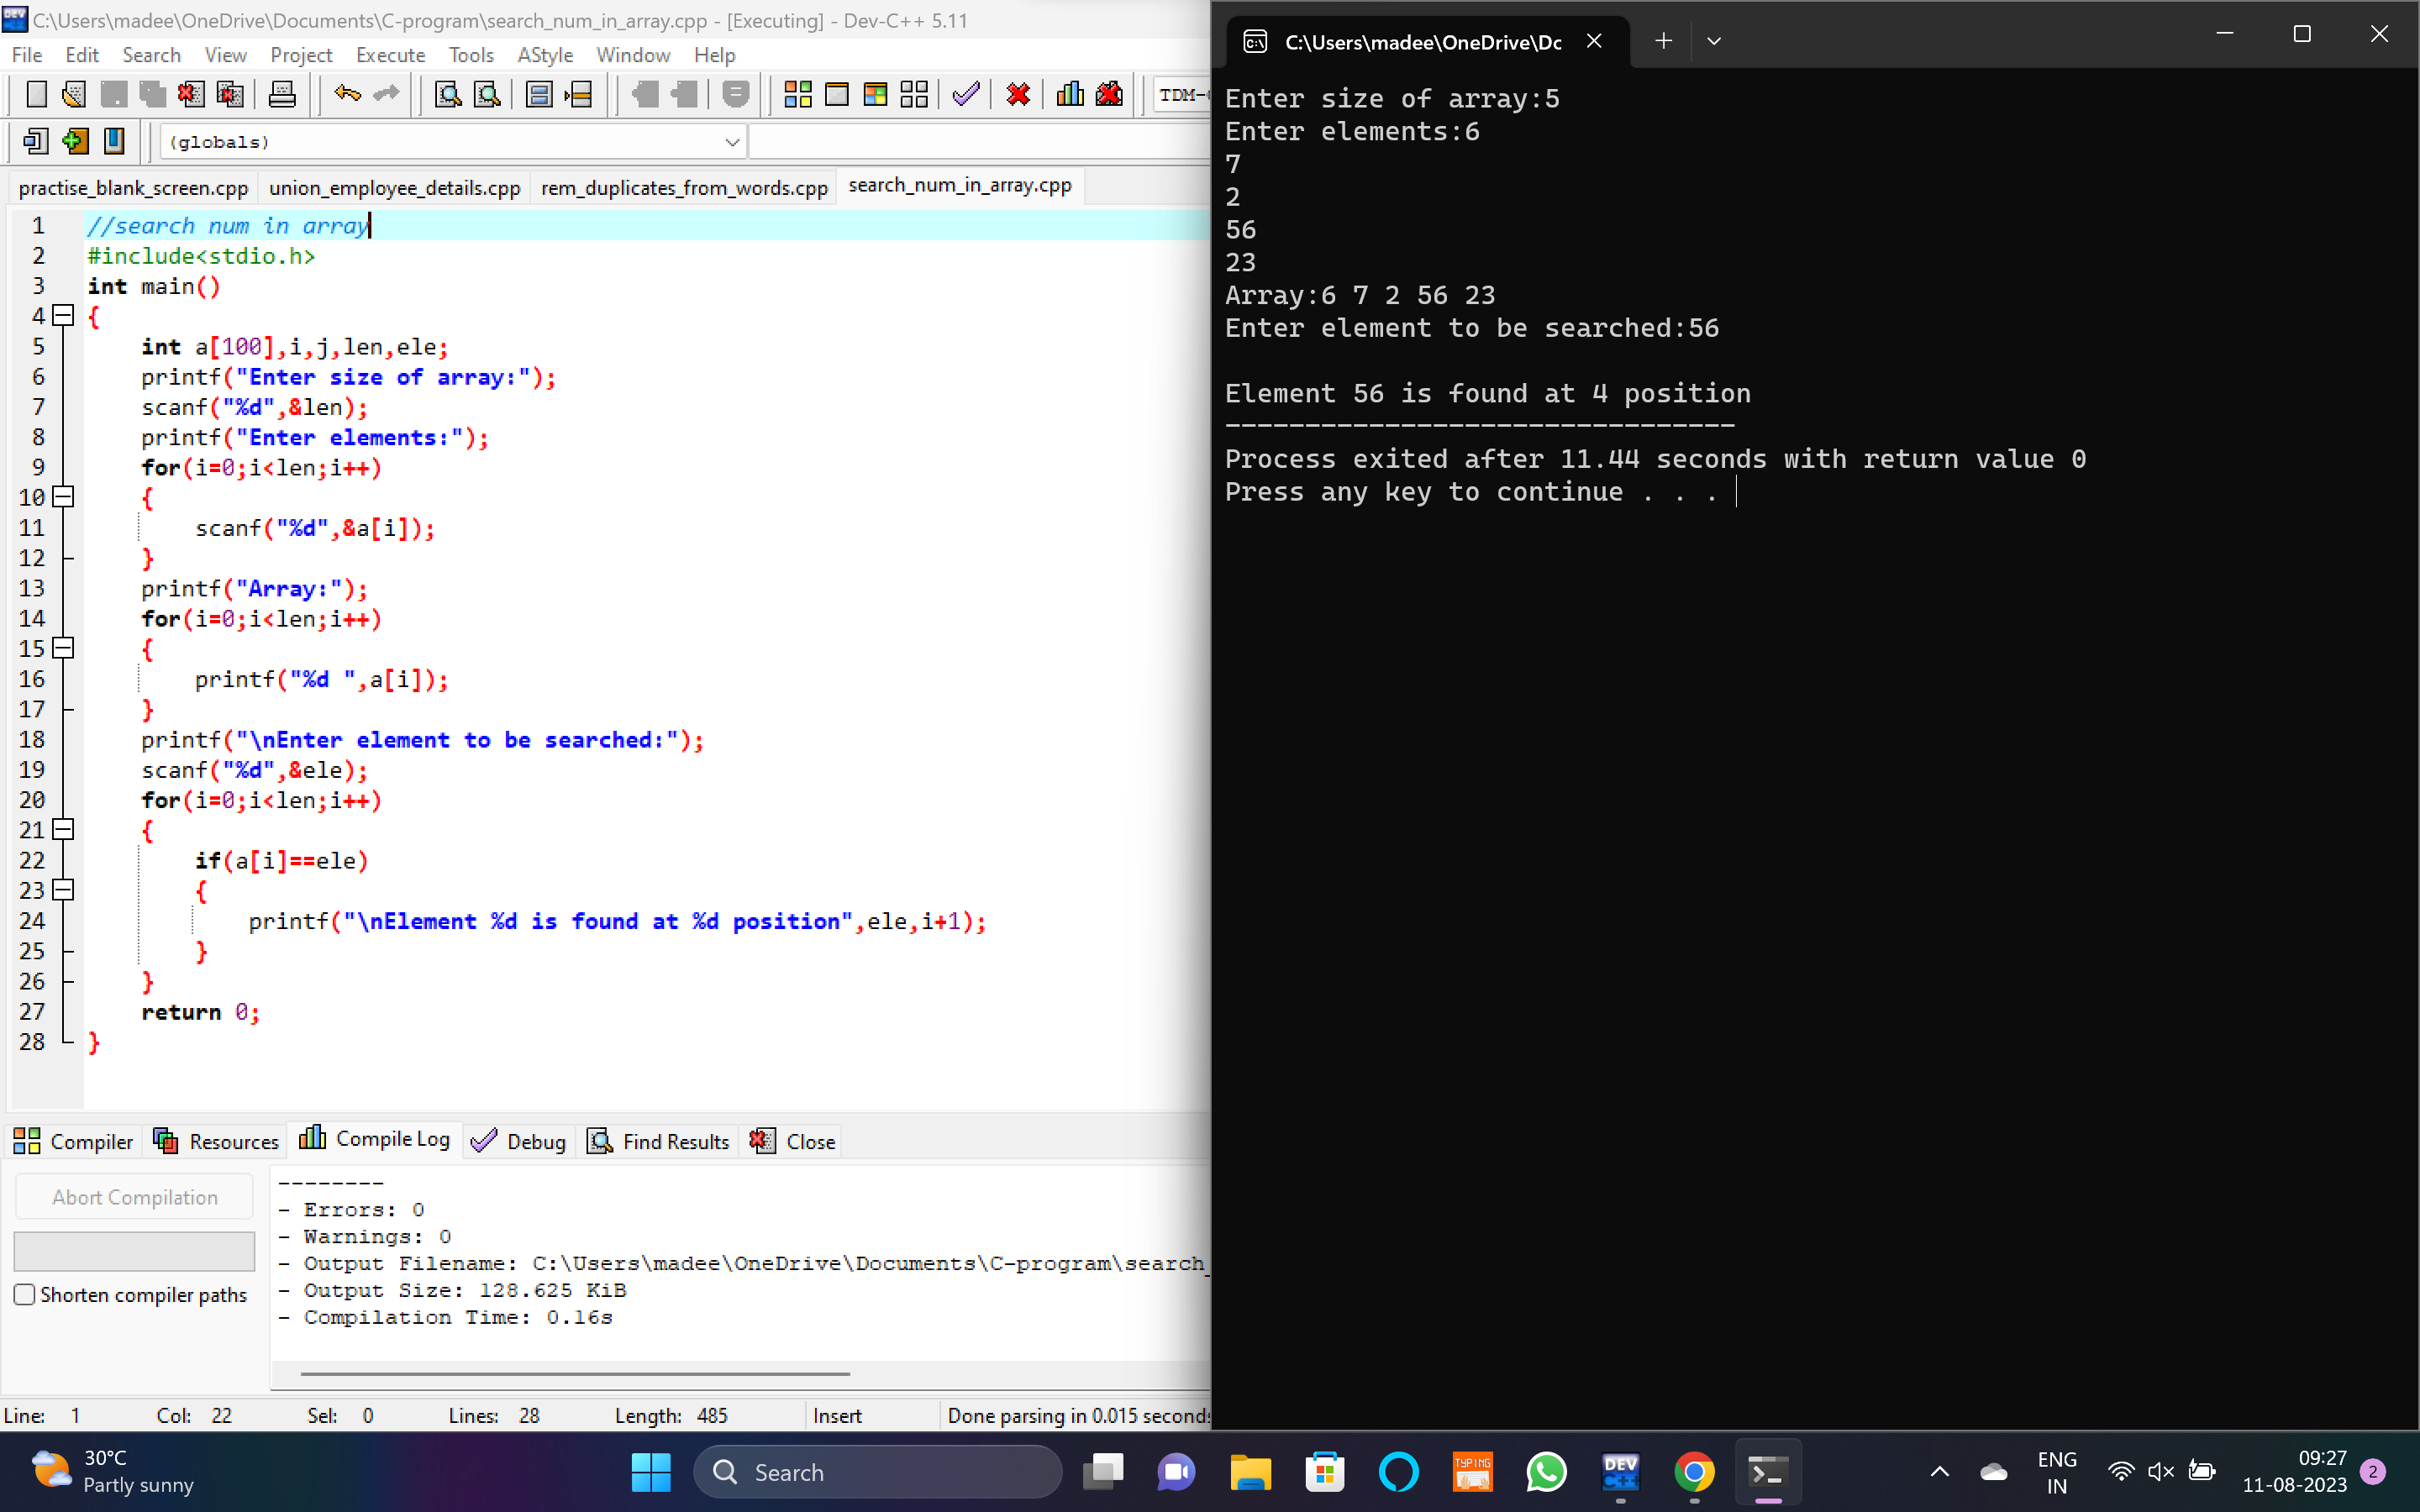 C:\Users\madee\OneDrive\Documents\C-program\search_num_in_array.cpp - [Executing] - Dev-C++ 5.11
File Edit Search View Project Execute Tools AStyle Window Help
TDM-
(globals)
practise_blank_screen.cpp union_employee_details.cpp rem_duplicates_from_words.cpp search_num_in_array.cpp
1 //search num in array
2 #include<stdio.h>
3 int main()
4 {
5 int a[100],i,j,len,ele;
6 printf("Enter size of array:");
7 scanf("%d",&len);
8 printf("Enter elements:");
9 for(i=0;i<len;i++)
10 {
11 scanf("%d",&a[i]);
12 }
13 printf("Array:");
14 for(i=0;i<len;i++)
15 {
16 printf("%d ",a[i]);
17 }
18 printf("\nEnter element to be searched:");
19 scanf("%d",&ele);
20 for(i=0;i<len;i++)
21 {
22 if(a[i]==ele)
23 {
24 printf("\nElement %d is found at %d position",ele,i+1);
25 }
26 }
27 return 0;
28 }
Compiler Resources Compile Log Debug Find Results Close
Abort Compilation
Shorten compiler paths
--------
- Errors: 0
- Warnings: 0
- Output Filename: C:\Users\madee\OneDrive\Documents\C-program\search_
- Output Size: 128.625 KiB
- Compilation Time: 0.16s
Line: 1 Col: 22 Sel: 0 Lines: 28 Length: 485 Insert Done parsing in 0.015 seconds
C:\Users\madee\OneDrive\Dc
Enter size of array:5
Enter elements:6
7
2
56
23
Array:6 7 2 56 23
Enter element to be searched:56
Element 56 is found at 4 position
--------------------------------
Process exited after 11.44 seconds with return value 0
Press any key to continue . . .
30°C
Partly sunny
Search
TYPING
DEV
C++
ENG
IN
09:27
11-08-2023
2